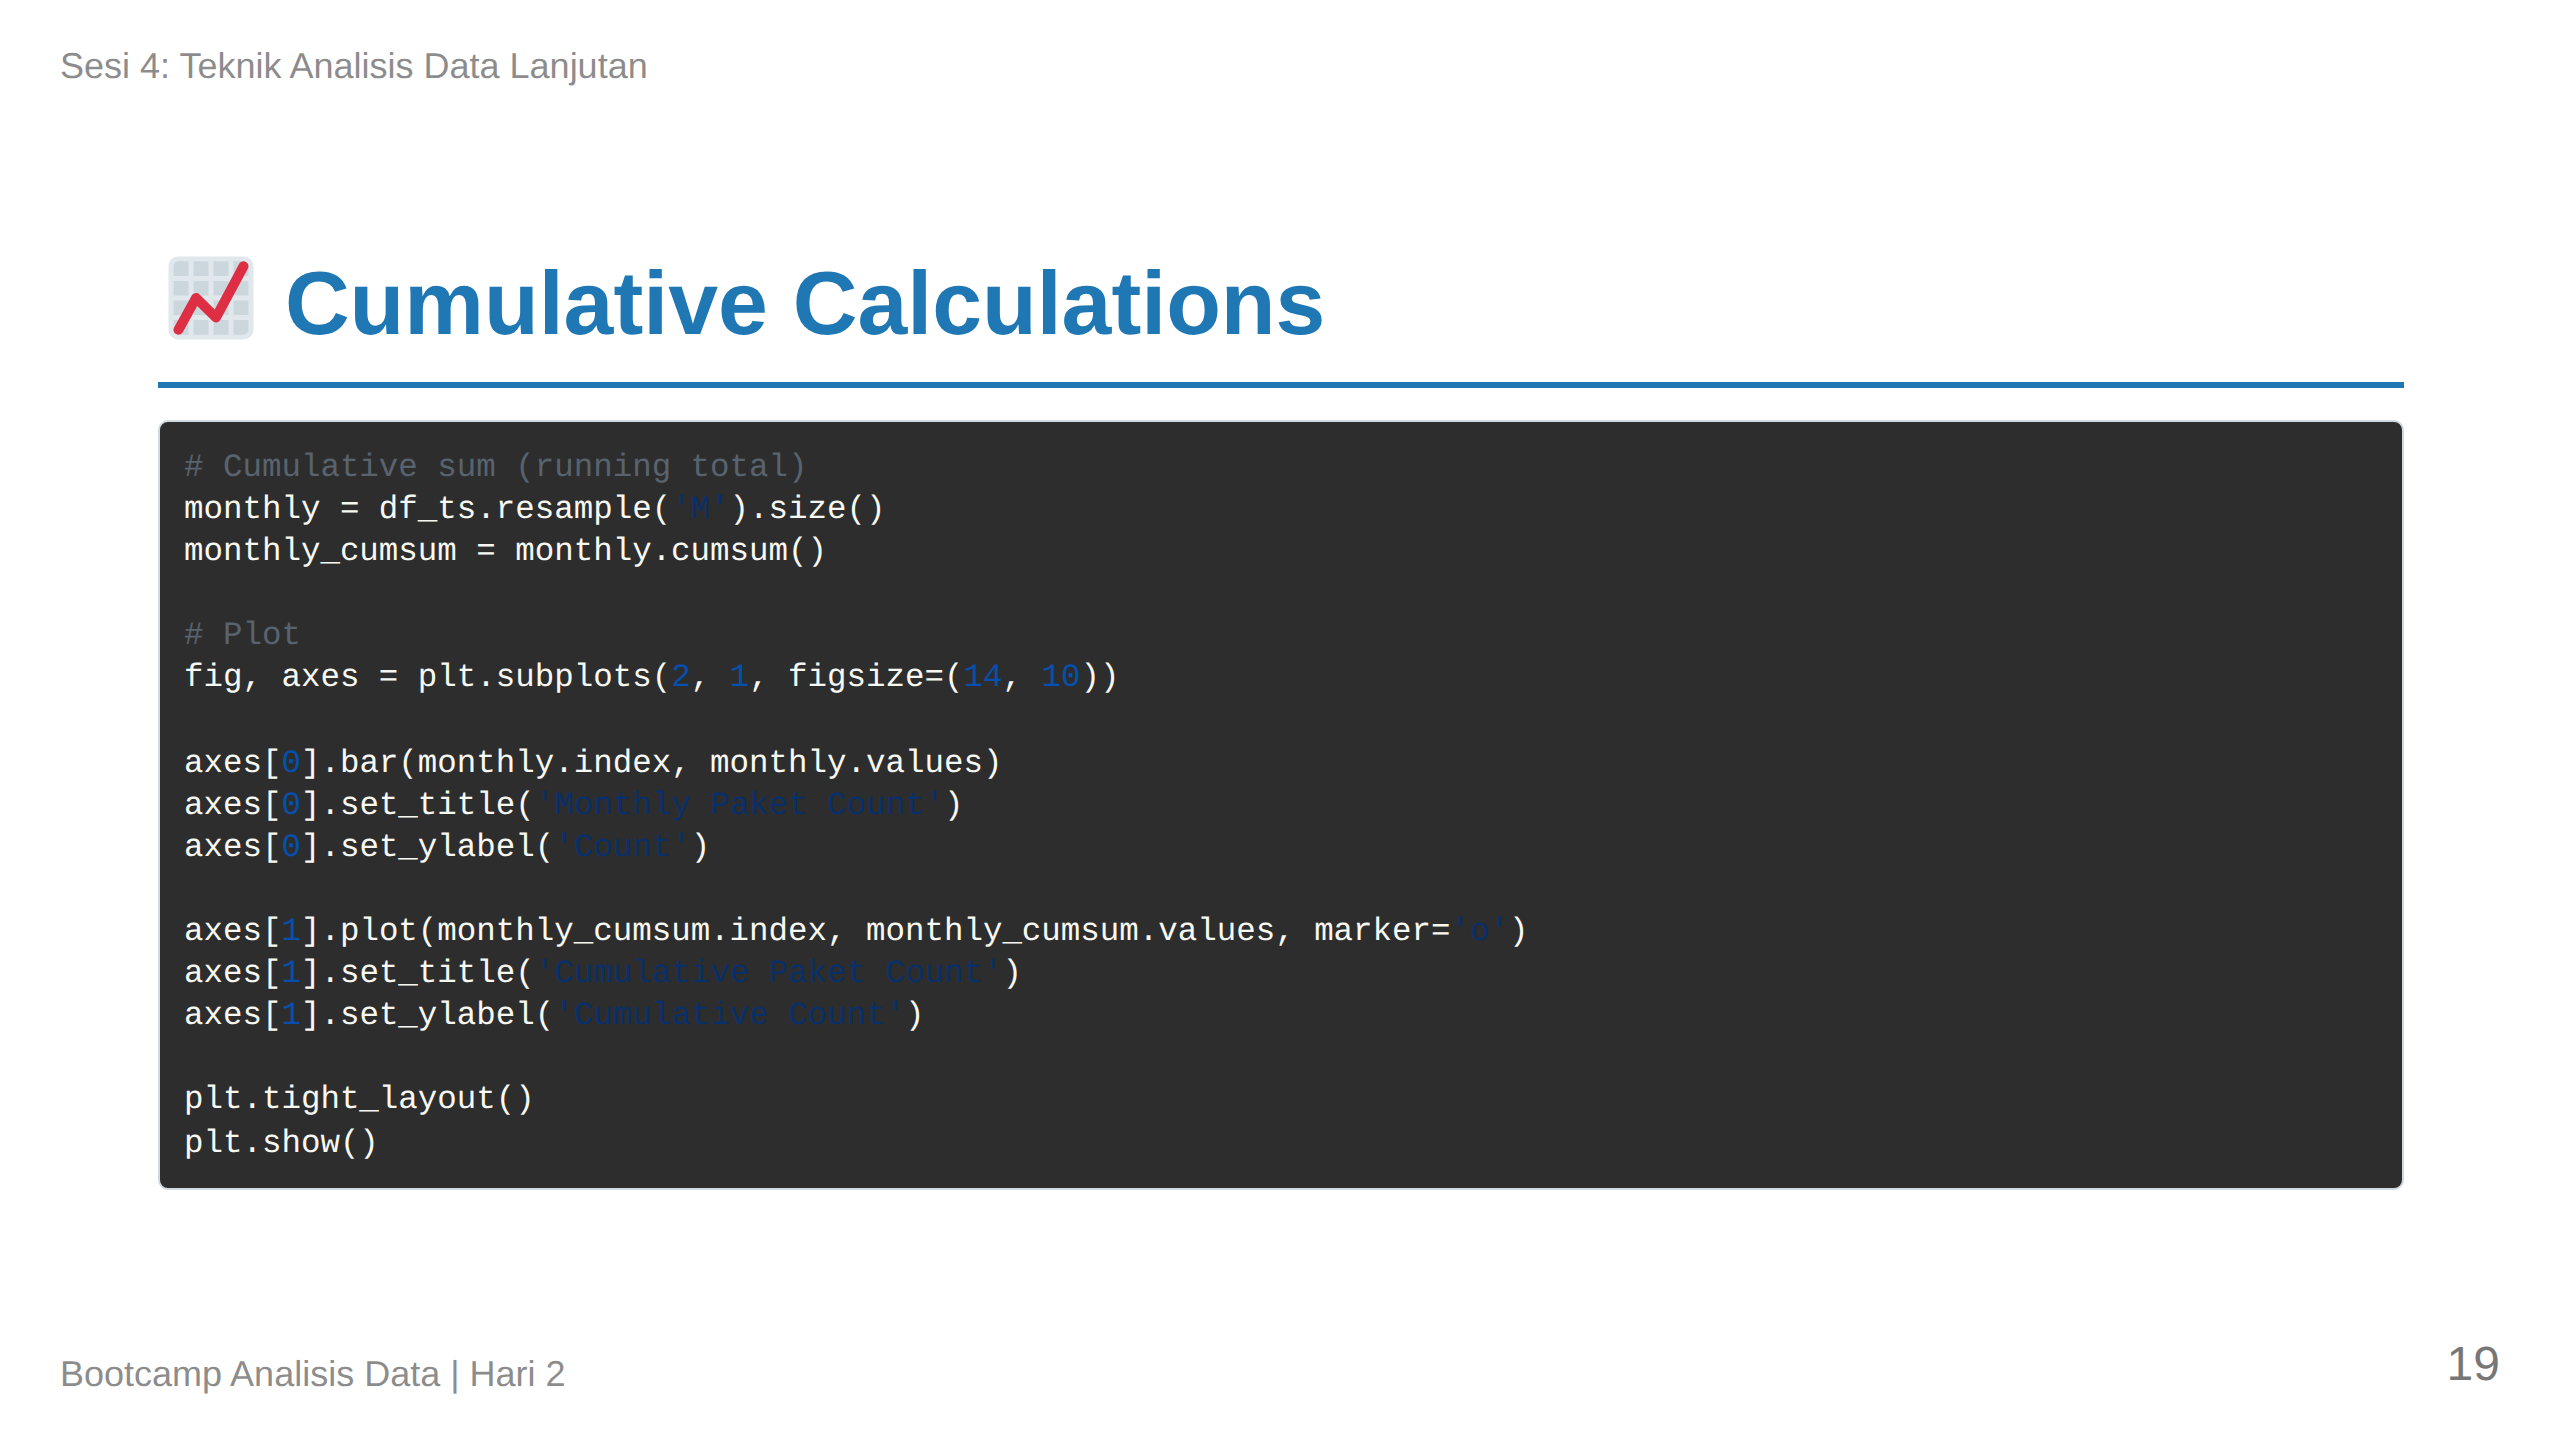 Sesi 4: Teknik Analisis Data Lanjutan
Cumulative Calculations
# Cumulative sum (running total)
monthly = df_ts.resample('M').size()
monthly_cumsum = monthly.cumsum()
# Plot
fig, axes = plt.subplots(2, 1, figsize=(14, 10))
axes[0].bar(monthly.index, monthly.values)
axes[0].set_title('Monthly Paket Count')
axes[0].set_ylabel('Count')
axes[1].plot(monthly_cumsum.index, monthly_cumsum.values, marker='o')
axes[1].set_title('Cumulative Paket Count')
axes[1].set_ylabel('Cumulative Count')
plt.tight_layout()
plt.show()
Bootcamp Analisis Data | Hari 2
19